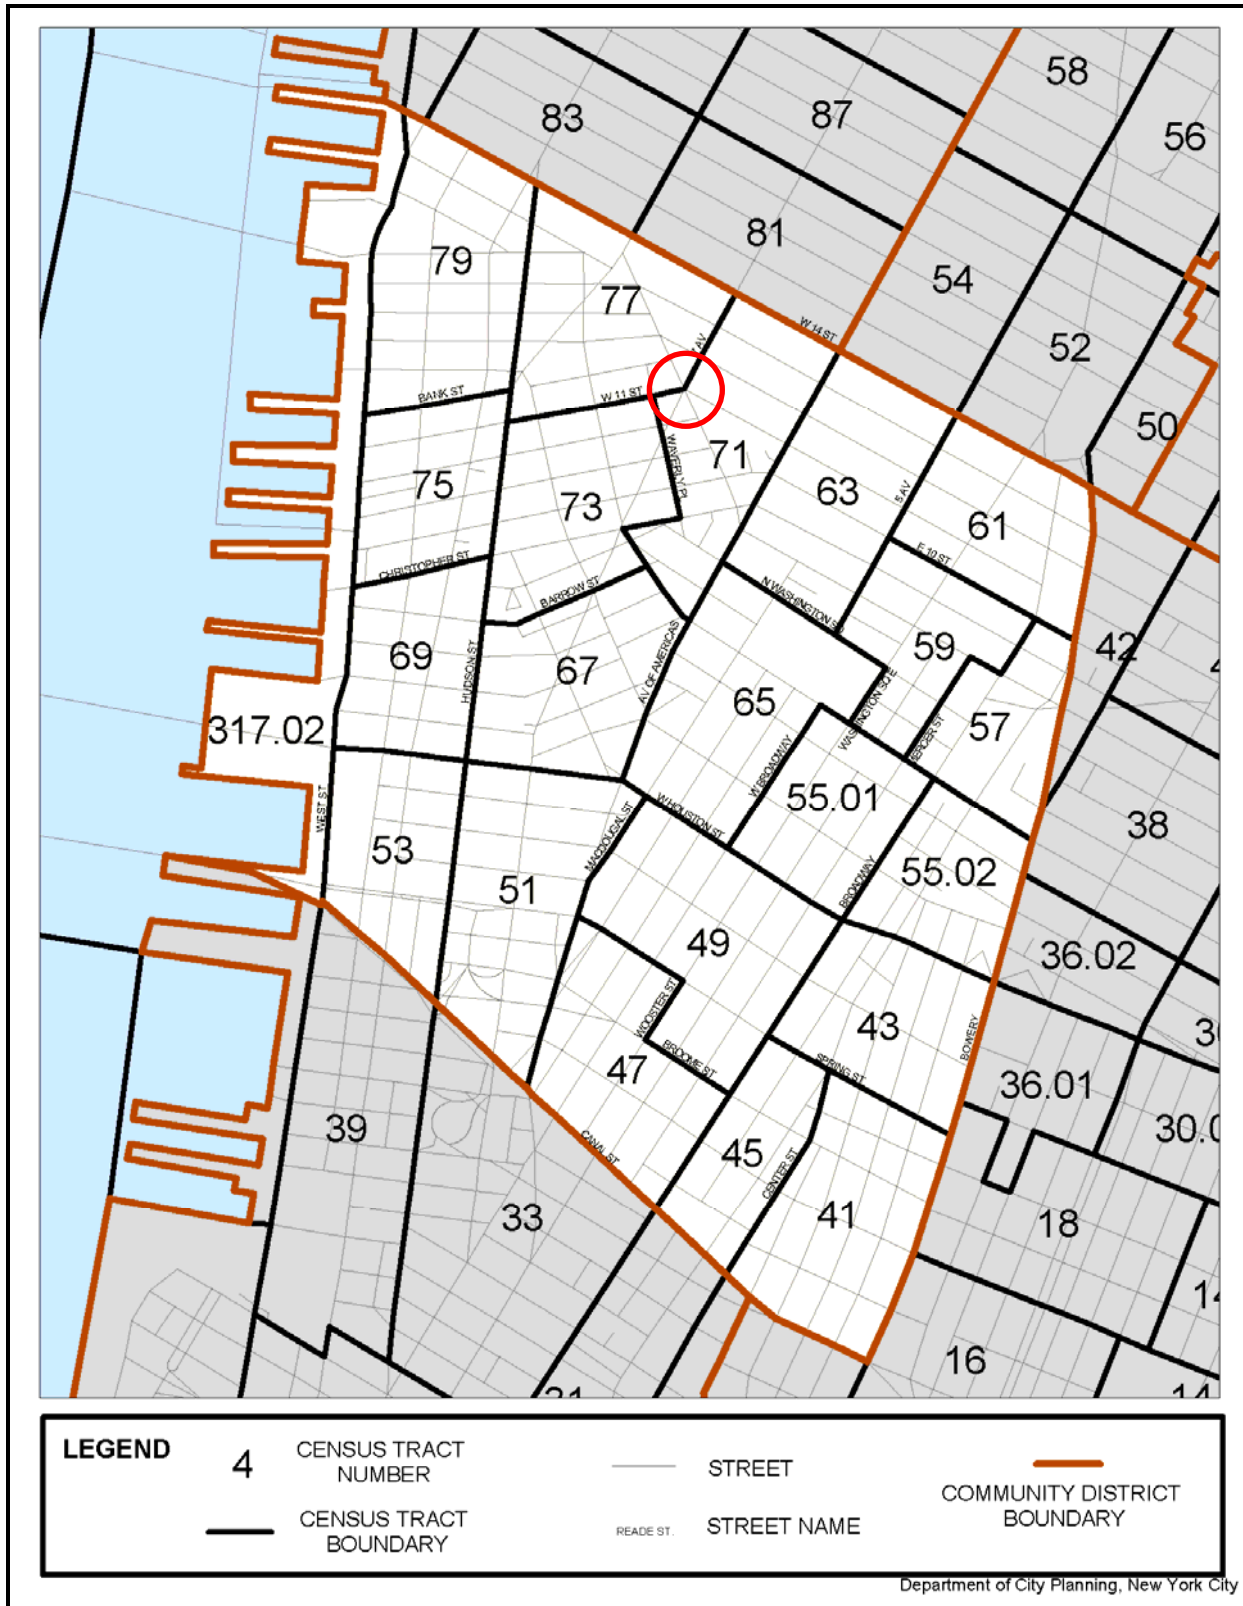 58
83
87
56
79
81
54
77
W 14 ST
52
BANK ST
W 11 ST
50
WAVERLY PL
71
75
73
63
5 AV
61
CHRISTOPHER ST
BARROW ST
E 10 ST
N WASHINGTON SQ
42
69
HUDSON ST
67
AV OF AMERICAS
65
59
WASHINGTON SQ E
MERCER ST
57
317.02
WEST ST
W BROADWAY
55.01
53
51
MACDOUGAL ST
W HOUSTON ST
BROADWAY
55.02
38
49
36.02
43
WOOSTER ST
BROOME ST
47
SPRING ST
BOWERY
36.01
39
45
CENTER ST
CANAL ST
33
41
18
16
LEGEND
4
CENSUS TRACT
NUMBER
CENSUS TRACT
BOUNDARY
STREET
READE ST.
STREET NAME
COMMUNITY DISTRICT
BOUNDARY
Department of City Planning, New York City